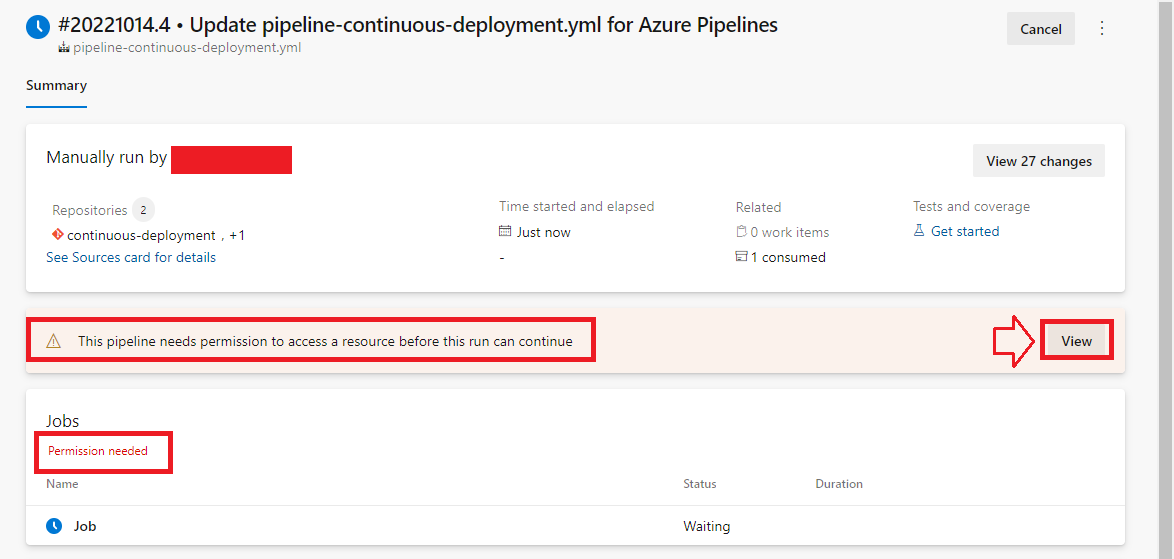 #20221014.4 • Update pipeline-continuous-deployment.yml for Azure Pipelines
Cancel
pipeline-continuous-deployment.yml
Summary
Manually run by
View 27 changes
Repositories 2
Time started and elapsed
Related
Tests and coverage
continuous-deployment , +1
Just now
0 work items
Get started
See Sources card for details
-
1 consumed
This pipeline needs permission to access a resource before this run can continue
View
Jobs
Permission needed
Name
Status
Duration
Job
Waiting